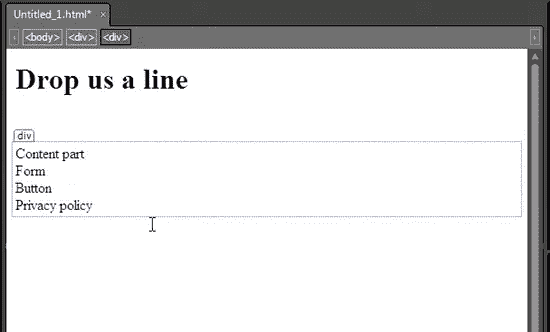 Untitled_1.html* ×
<body> <div> <div>
Drop us a line
div
Content part
Form
Button
Privacy policy